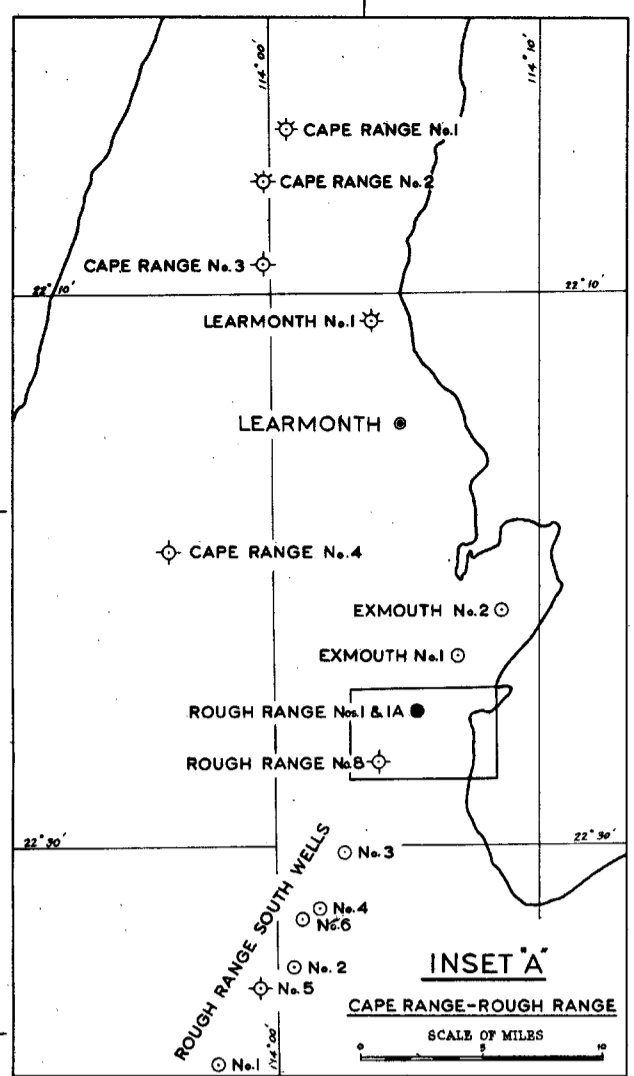 114° 00'
114° 10'
CAPE RANGE No.1
CAPE RANGE No.2
CAPE RANGE No.3
22° 10'
22° 10'
LEARMONTH No.1
LEARMONTH
CAPE RANGE No.4
EXMOUTH No.2
EXMOUTH No.1
ROUGH RANGE Nos.1 & 1A
ROUGH RANGE No.8
22° 30'
22° 30'
ROUGH RANGE SOUTH WELLS
No.3
No.4
No.6
No.2
No.5
No.1
114° 00'
INSET "A"
CAPE RANGE-ROUGH RANGE
SCALE OF MILES
0 5 10